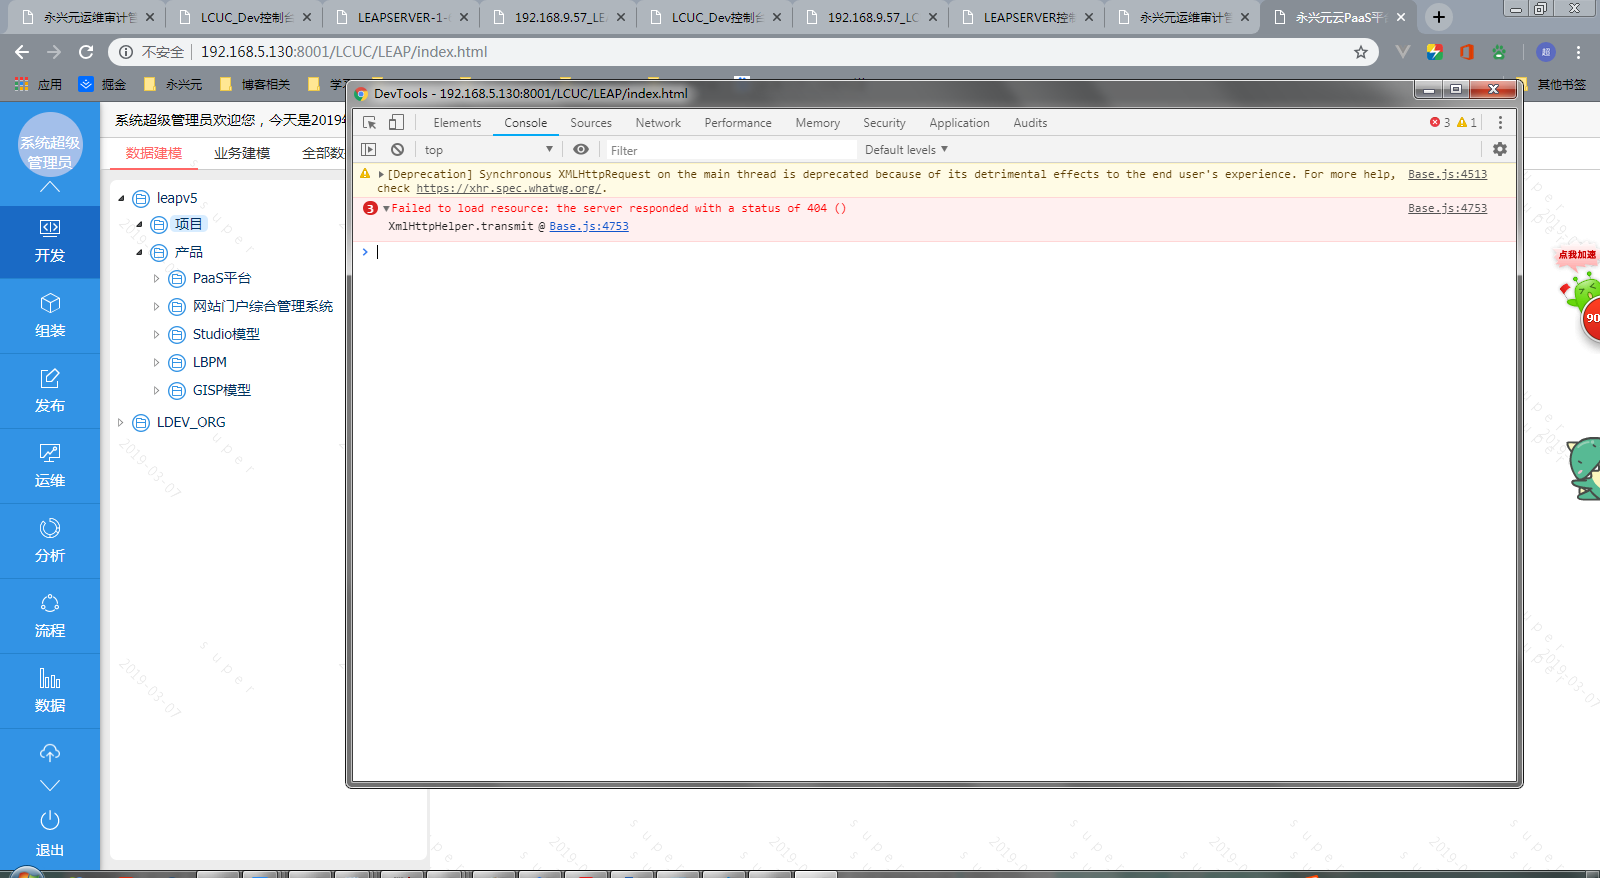 永兴元运维审计管
LCUC_Dev控制台
LEAPSERVER-1-
192.168.9.57_LE
LCUC_Dev控制台
192.168.9.57_LC
LEAPSERVER控制
永兴元运维审计管
永兴元云PaaS平
不安全
192.168.5.130:8001/LCUC/LEAP/index.html
超
应用
掘金
永兴元
博客相关
其他书签
DevTools - 192.168.5.130:8001/LCUC/LEAP/index.html
Elements Console Sources Network Performance Memory Security Application Audits
3 1
top
Filter
Default levels
[Deprecation] Synchronous XMLHttpRequest on the main thread is deprecated because of its detrimental effects to the end user's experience. For more help, Base.js:4513
check https://xhr.spec.whatwg.org/.
3 Failed to load resource: the server responded with a status of 404 () Base.js:4753
XmlHttpHelper.transmit @ Base.js:4753
系统超级
管理员
开发
组装
发布
运维
分析
流程
数据
退出
系统超级管理员欢迎您，今天是2019
数据建模 业务建模 全部数
leapv5
项目
产品
PaaS平台
网站门户综合管理系统
Studio模型
LBPM
GISP模型
LDEV_ORG
super
2019-03-07
super
2019-03-07
点我加速
90